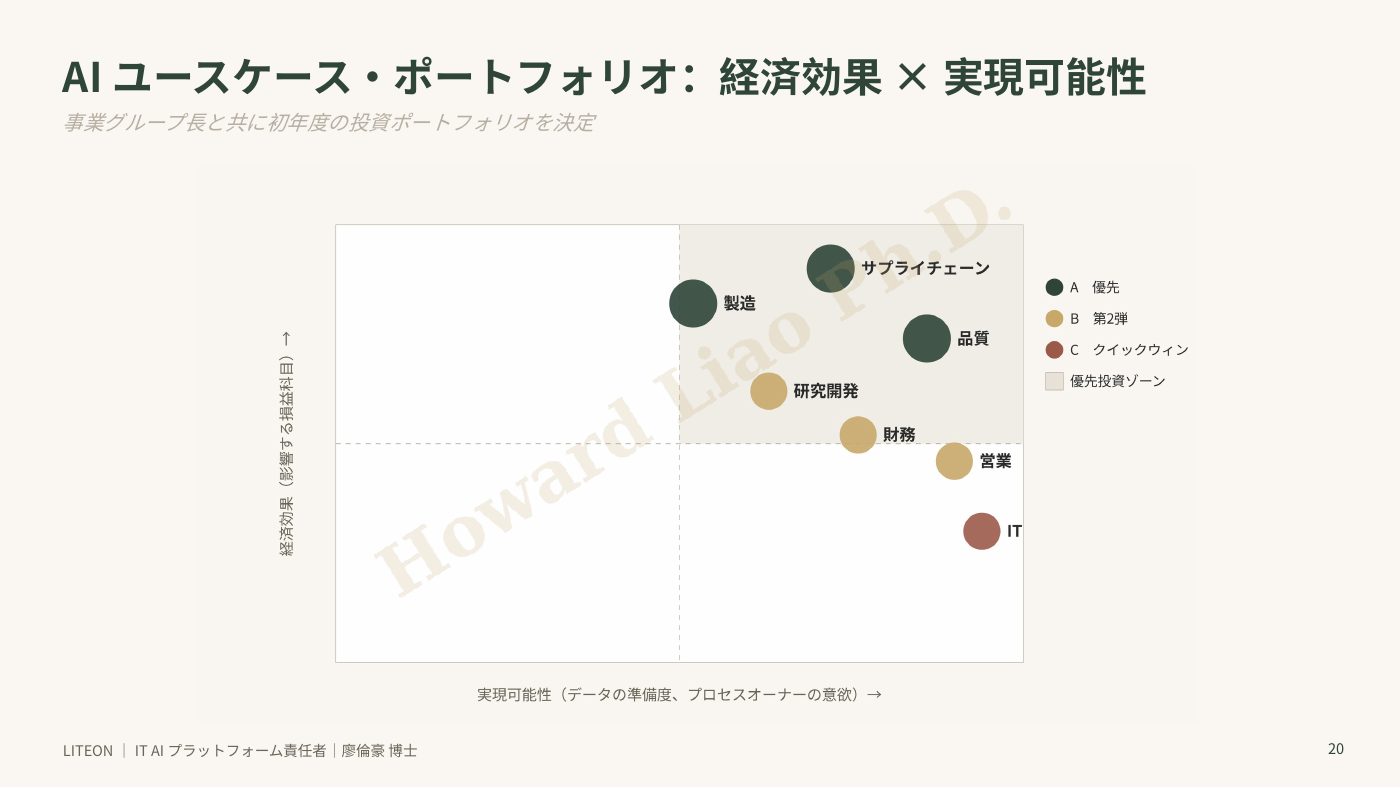 AI ユースケース・ポートフォリオ：経済効果 × 実現可能性
事業グループ長と共に初年度の投資ポートフォリオを決定
経済効果（影響する損益科目）→
サプライチェーン
製造
品質
研究開発
財務
営業
IT
A 優先
B 第2弾
C クイックウィン
優先投資ゾーン
Howard Liao Ph.D.
実現可能性（データの準備度、プロセスオーナーの意欲）→
LITEON｜IT AI プラットフォーム責任者｜廖倫豪 博士
20